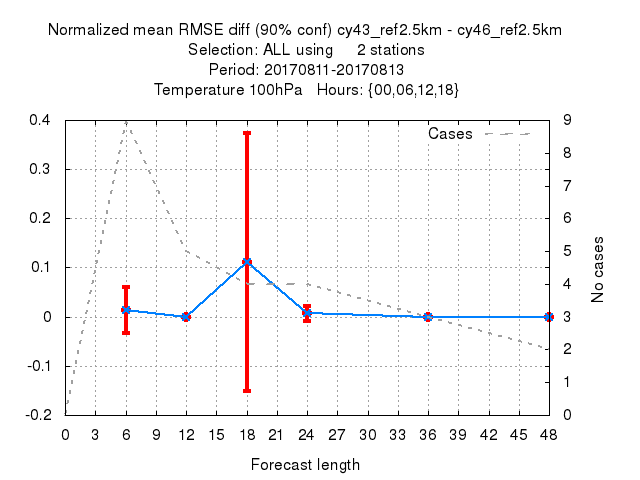 Normalized mean RMSE diff (90% conf) cy43_ref2.5km - cy46_ref2.5km
Selection: ALL using 2 stations
Period: 20170811-20170813
Temperature 100hPa Hours: {00,06,12,18}
Cases
0.4
0.3
0.2
0.1
0
-0.1
-0.2
9
8
7
6
5
4
3
2
1
0
No cases
0 3 6 12 15 18 21 24 27 30 33 36 39 42 45 48
Forecast length